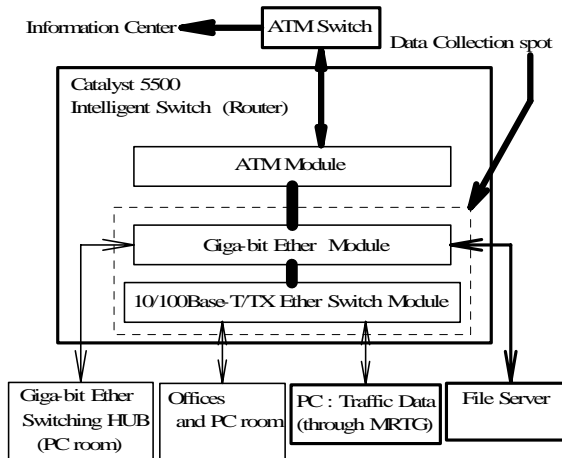 Information Center
ATM Switch
Data Collection spot
Catalyst 5500
Intelligent Switch (Router)
ATM Module
Giga-bit Ether Module
10/100Base-T/TX Ether Switch Module
Giga-bit Ether
Switching HUB
(PC room)
Offices
and PC room
PC : Traffic Data
(through MRTG)
File Server